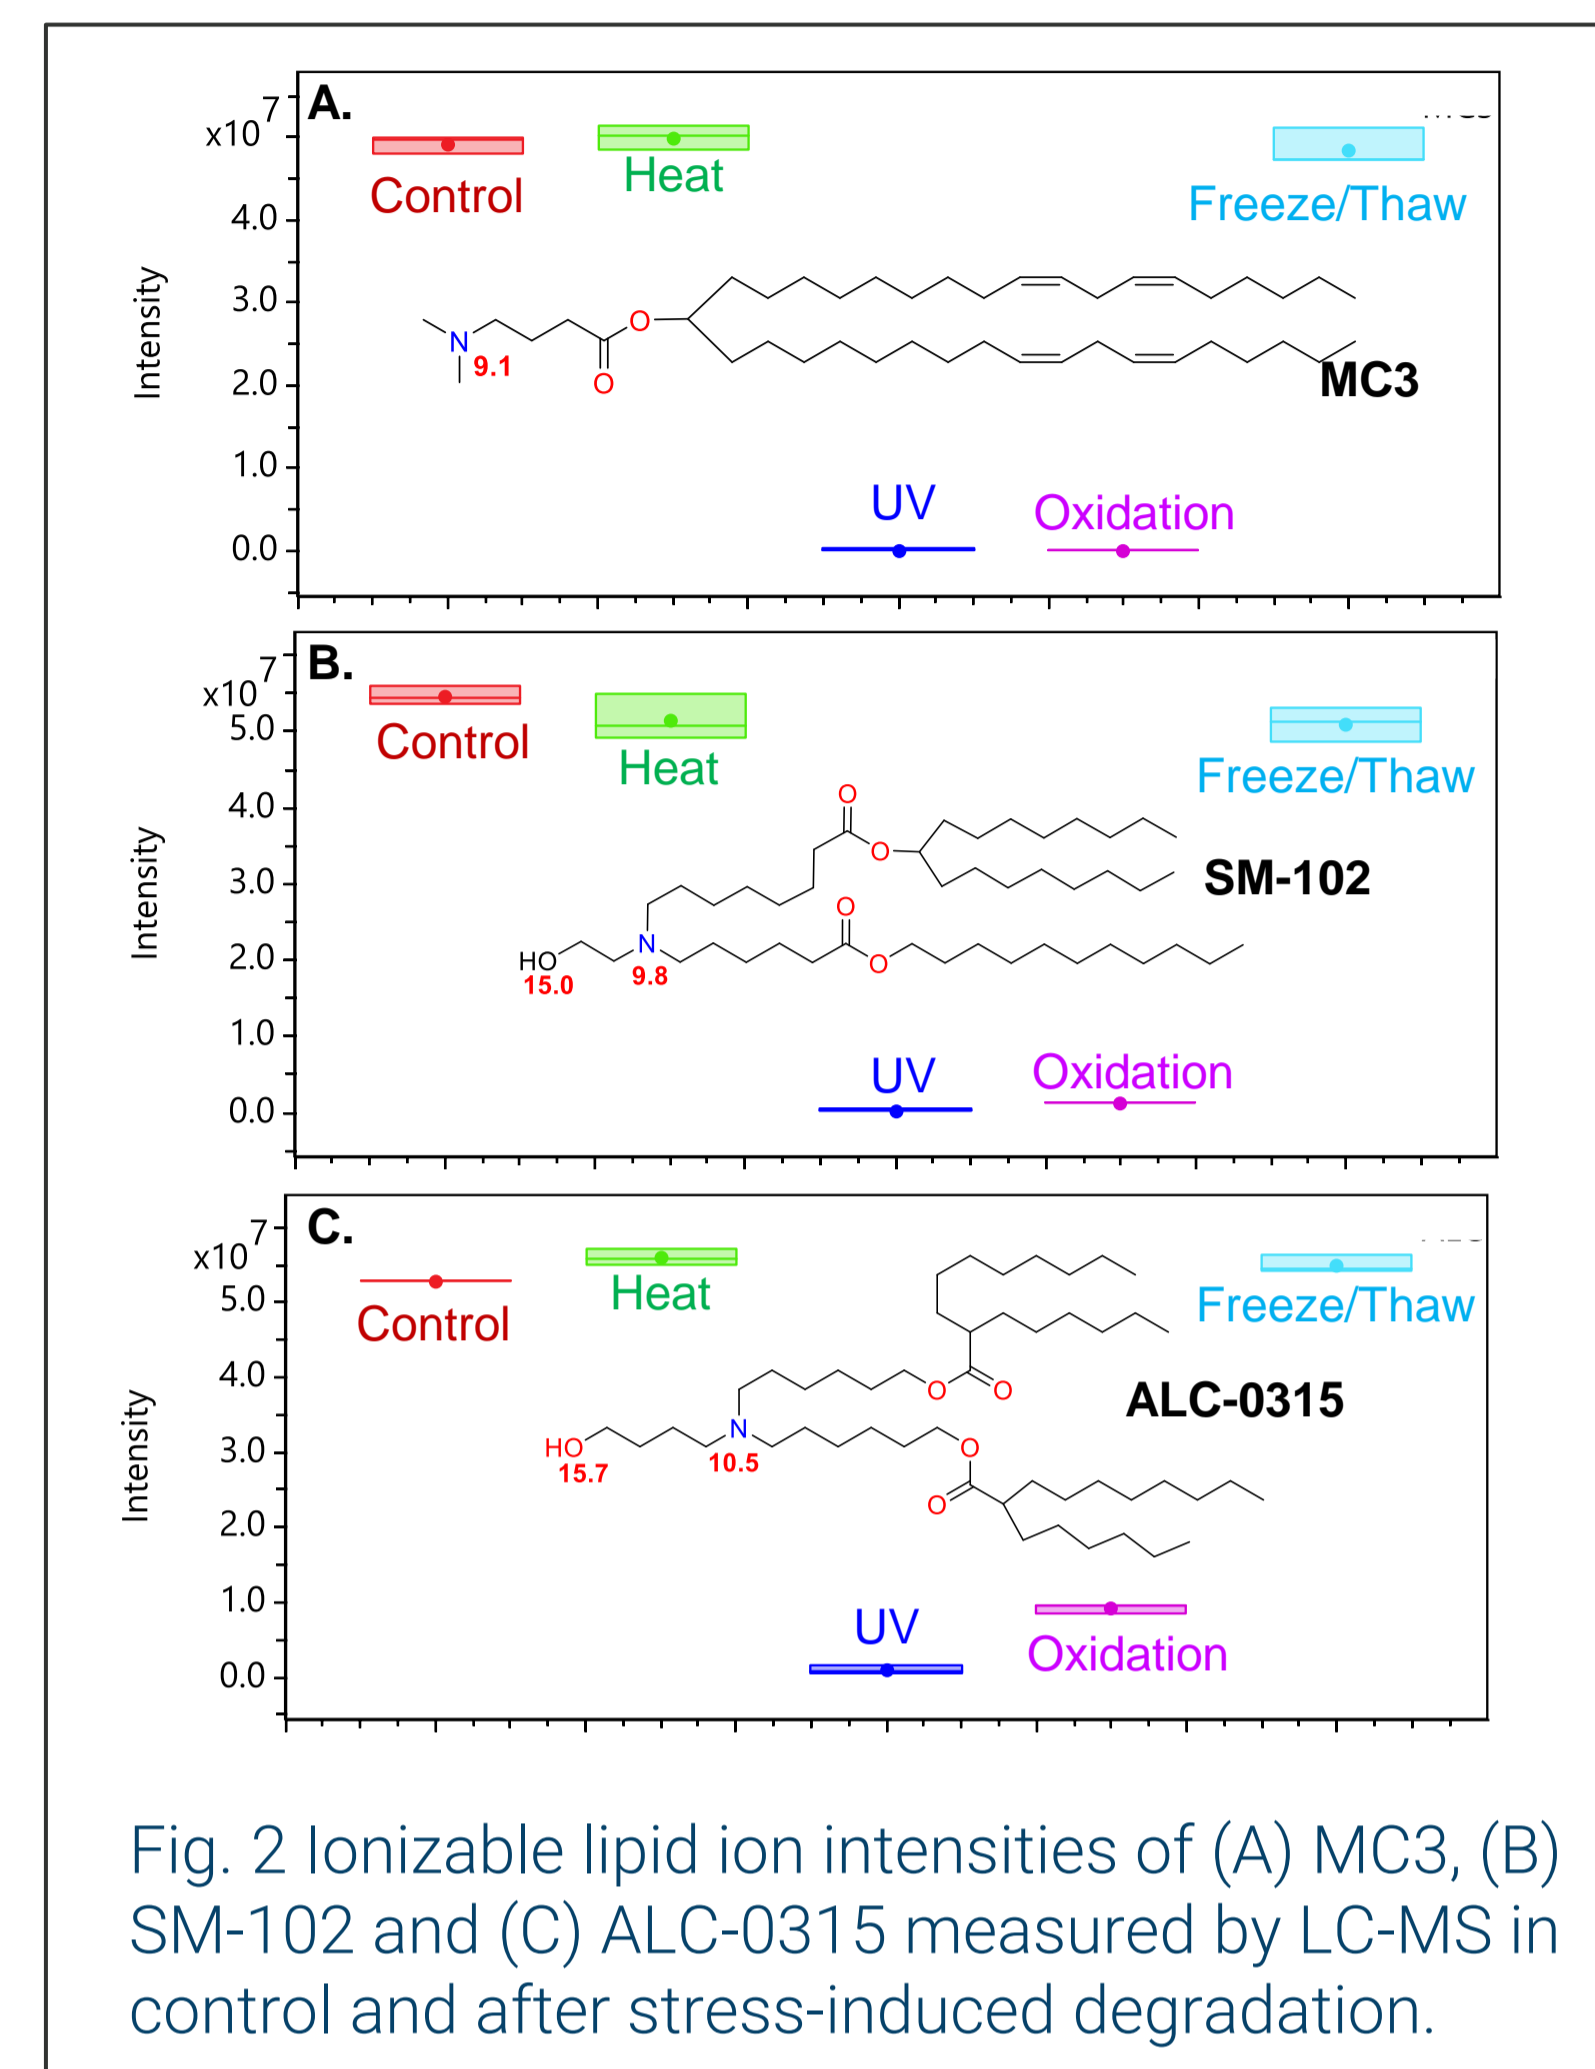 A.
x10 7
Control
Heat
Freeze/Thaw
4.0
3.0
2.0
1.0
0.0
Intensity
N
9.1
O
O
MC3
UV
Oxidation
B.
x10 7
5.0
4.0
3.0
2.0
1.0
0.0
Intensity
Control
Heat
Freeze/Thaw
O
O
SM-102
O
HO
15.0
N
9.8
O
UV
Oxidation
C.
x10 7
5.0
4.0
3.0
2.0
1.0
0.0
Intensity
Control
Heat
Freeze/Thaw
O
O
ALC-0315
HO
15.7
N
10.5
O
O
UV
Oxidation
Fig. 2 Ionizable lipid ion intensities of (A) MC3, (B)
SM-102 and (C) ALC-0315 measured by LC-MS in
control and after stress-induced degradation.